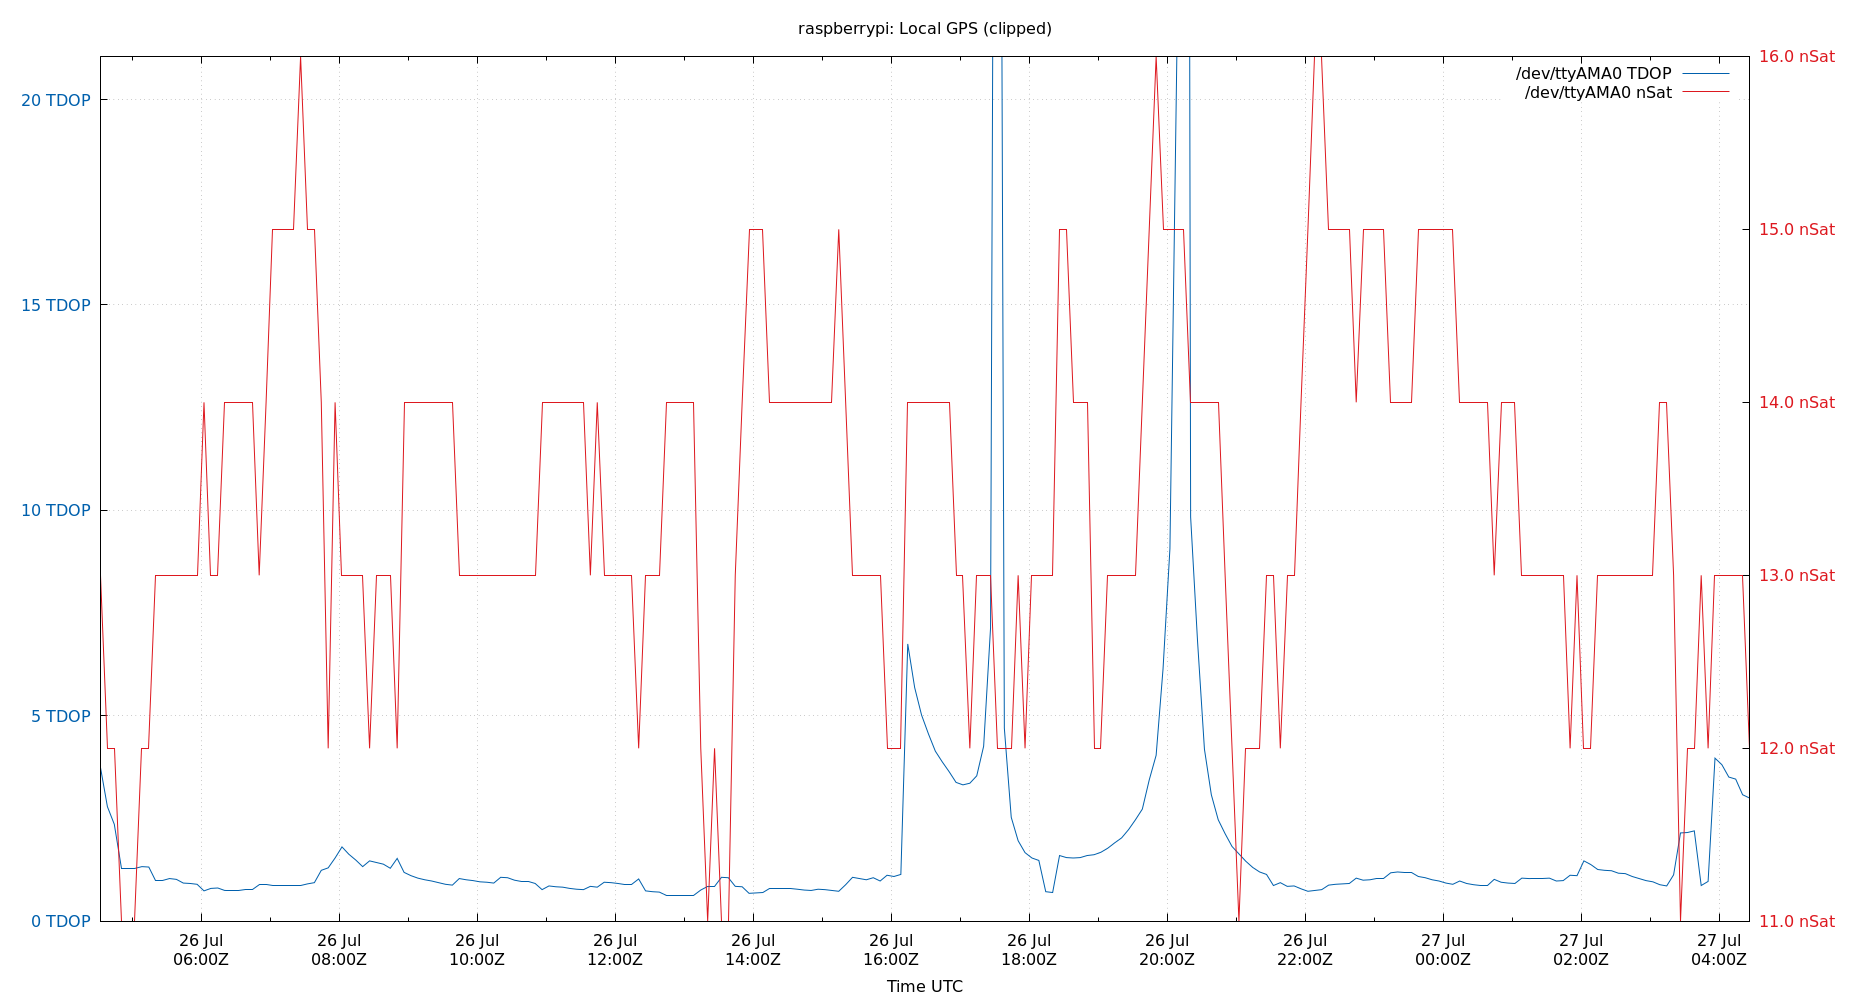 raspberrypi: Local GPS (clipped)
/dev/ttyAMA0 TDOP
/dev/ttyAMA0 nSat
20 TDOP
15 TDOP
10 TDOP
5 TDOP
0 TDOP
16.0 nSat
15.0 nSat
14.0 nSat
13.0 nSat
12.0 nSat
11.0 nSat
26 Jul
06:00Z
26 Jul
08:00Z
26 Jul
10:00Z
26 Jul
12:00Z
26 Jul
14:00Z
26 Jul
16:00Z
26 Jul
18:00Z
26 Jul
20:00Z
26 Jul
22:00Z
27 Jul
00:00Z
27 Jul
02:00Z
27 Jul
04:00Z
Time UTC